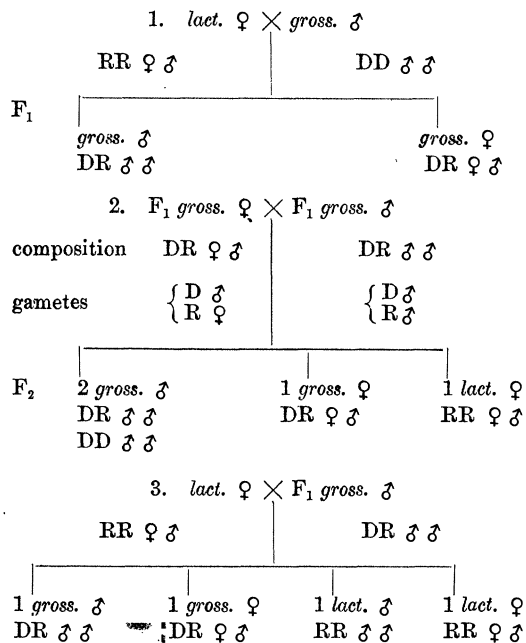 1. lact. ♀ × gross. ♂
RR ♀ ♂ DD ♂ ♂
F₁
gross. ♂ gross. ♀
DR ♂ ♂ DR ♀ ♂
2. F₁ gross. ♀ × F₁ gross. ♂
composition DR ♀ ♂ DR ♂ ♂
gametes { D ♂ { D ♂
R ♀ R ♂
F₂ 2 gross. ♂ 1 gross. ♀ 1 lact. ♀
DR ♂ ♂ DR ♀ ♂ RR ♀ ♂
DD ♂ ♂
3. lact. ♀ × F₁ gross. ♂
RR ♀ ♂ DR ♂ ♂
1 gross. ♂ 1 gross. ♀ 1 lact. ♂ 1 lact. ♀
DR ♂ ♂ DR ♀ ♂ RR ♂ ♂ RR ♀ ♂